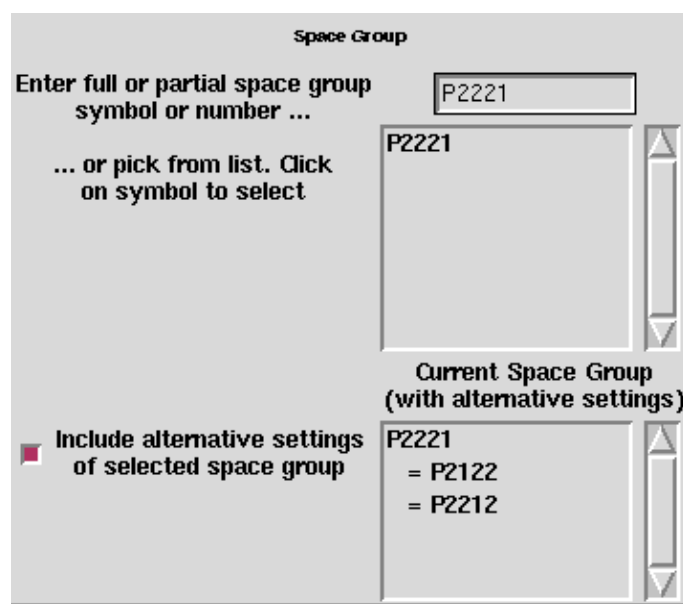 Space Group
Enter full or partial space group
symbol or number ...
P2221
... or pick from list. Click
on symbol to select
P2221
Current Space Group
(with alternative settings)
Include alternative settings
of selected space group
P2221
= P2122
= P2212